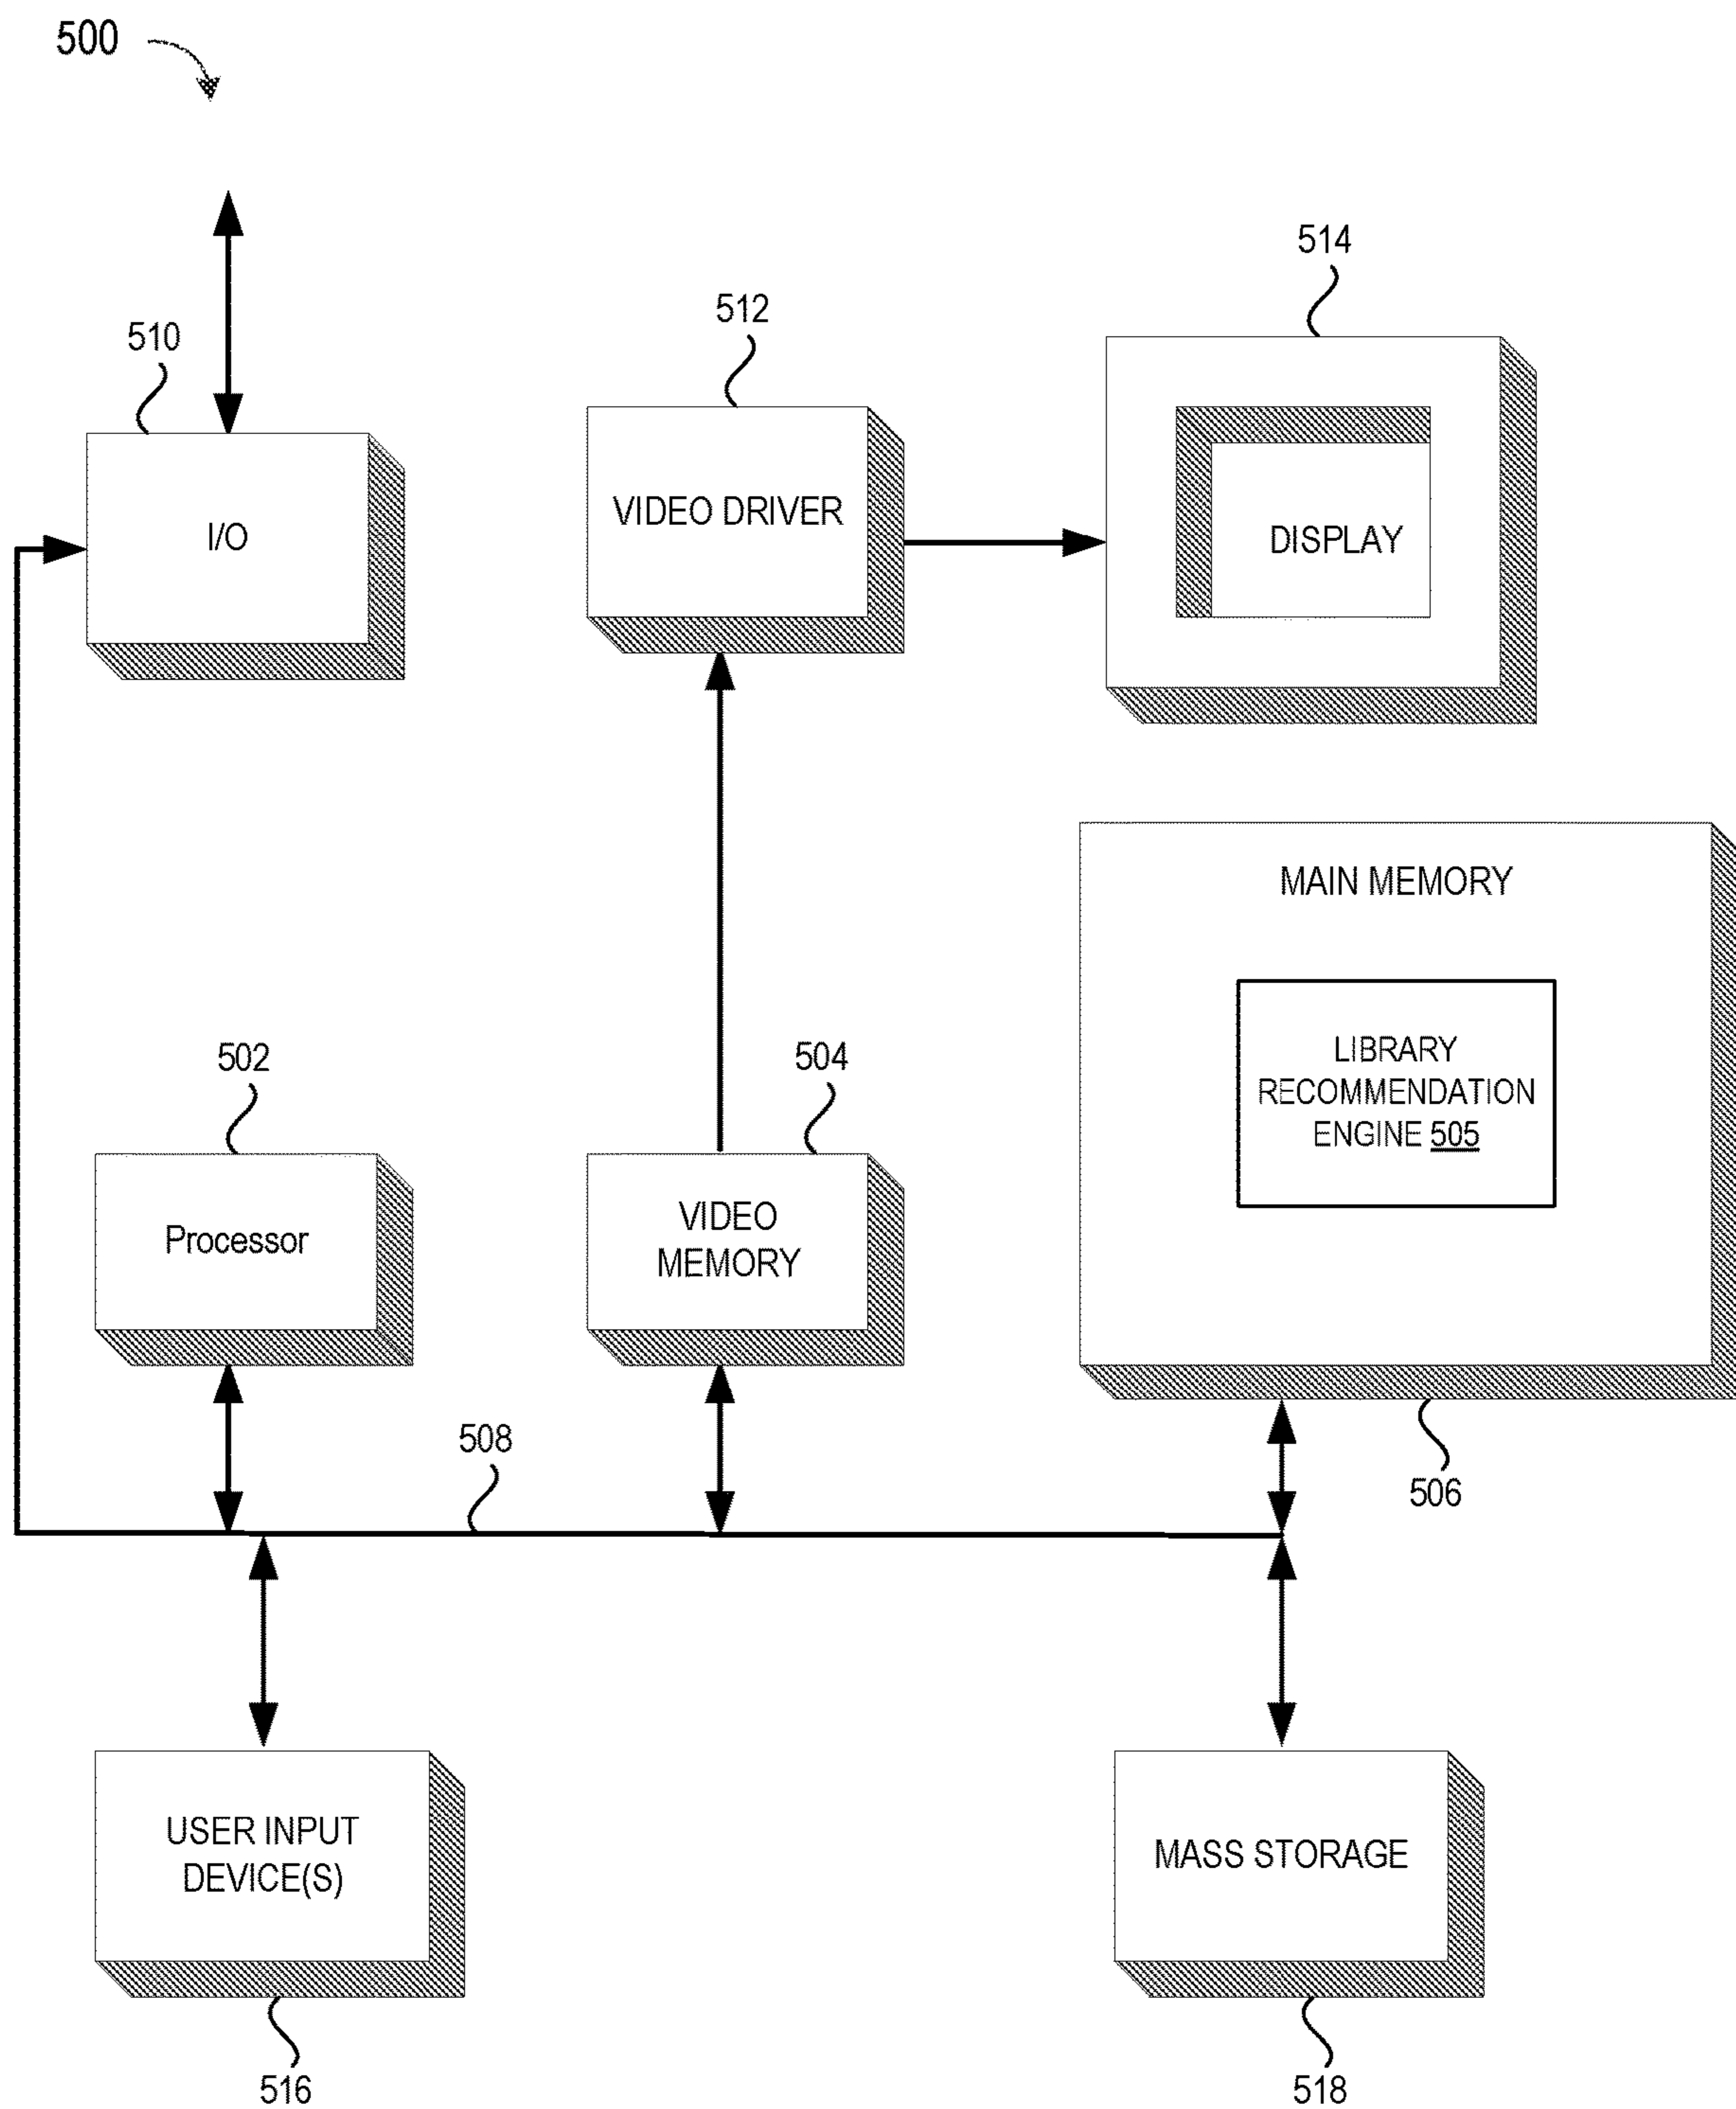 500
514
512
510
VIDEO DRIVER
I/O
DISPLAY
MAIN MEMORY
LIBRARY
RECOMMENDATION
ENGINE 505
502
504
Processor
VIDEO
MEMORY
508
506
USER INPUT
DEVICE(S)
MASS STORAGE
516
518